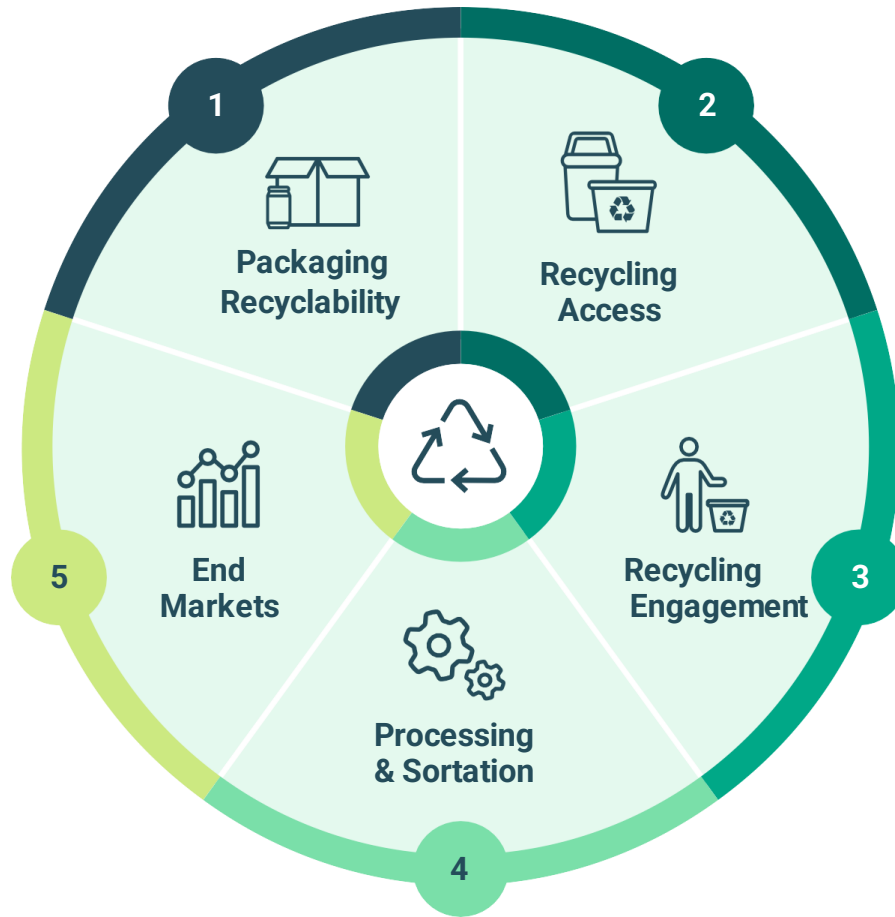 1
Packaging
Recyclability
2
Recycling
Access
3
Recycling
Engagement
4
Processing
& Sortation
5
End
Markets